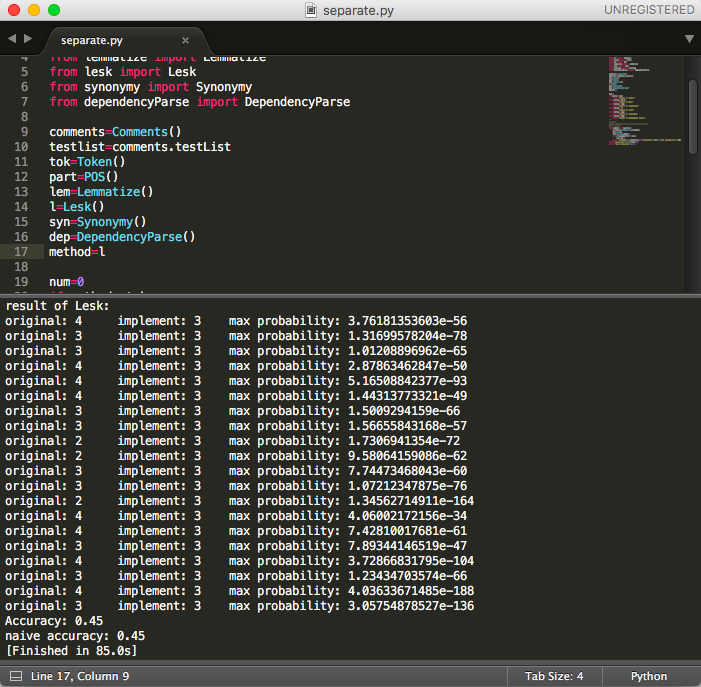 separate.py
UNREGISTERED
separate.py ×
4 from lemmatize import Lemmatize
5 from lesk import Lesk
6 from synonymy import Synonymy
7 from dependencyParse import DependencyParse
8
9 comments=Comments()
10 testlist=comments.testList
11 tok=Token()
12 part=POS()
13 lem=Lemmatize()
14 l=Lesk()
15 syn=Synonymy()
16 dep=DependencyParse()
17 method=l
18
19 num=0
result of Lesk:
original: 4 implement: 3 max probability: 3.76181353603e-56
original: 3 implement: 3 max probability: 1.31699578204e-78
original: 3 implement: 3 max probability: 1.01208896962e-65
original: 4 implement: 3 max probability: 2.87863462847e-50
original: 4 implement: 3 max probability: 5.16508842377e-93
original: 4 implement: 3 max probability: 1.44313773321e-49
original: 3 implement: 3 max probability: 1.5009294159e-66
original: 3 implement: 3 max probability: 1.56655843168e-57
original: 2 implement: 3 max probability: 1.7306941354e-72
original: 2 implement: 3 max probability: 9.58064159086e-62
original: 3 implement: 3 max probability: 7.74473468043e-60
original: 3 implement: 3 max probability: 1.07212347875e-76
original: 2 implement: 3 max probability: 1.34562714911e-164
original: 4 implement: 3 max probability: 4.06002172156e-34
original: 4 implement: 3 max probability: 7.42810017681e-61
original: 3 implement: 3 max probability: 7.89344146519e-47
original: 4 implement: 3 max probability: 3.72866831795e-104
original: 3 implement: 3 max probability: 1.23434703574e-66
original: 4 implement: 3 max probability: 4.03633671485e-188
original: 3 implement: 3 max probability: 3.05754878527e-136
Accuracy: 0.45
naive accuracy: 0.45
[Finished in 85.0s]
Line 17, Column 9
Tab Size: 4
Python